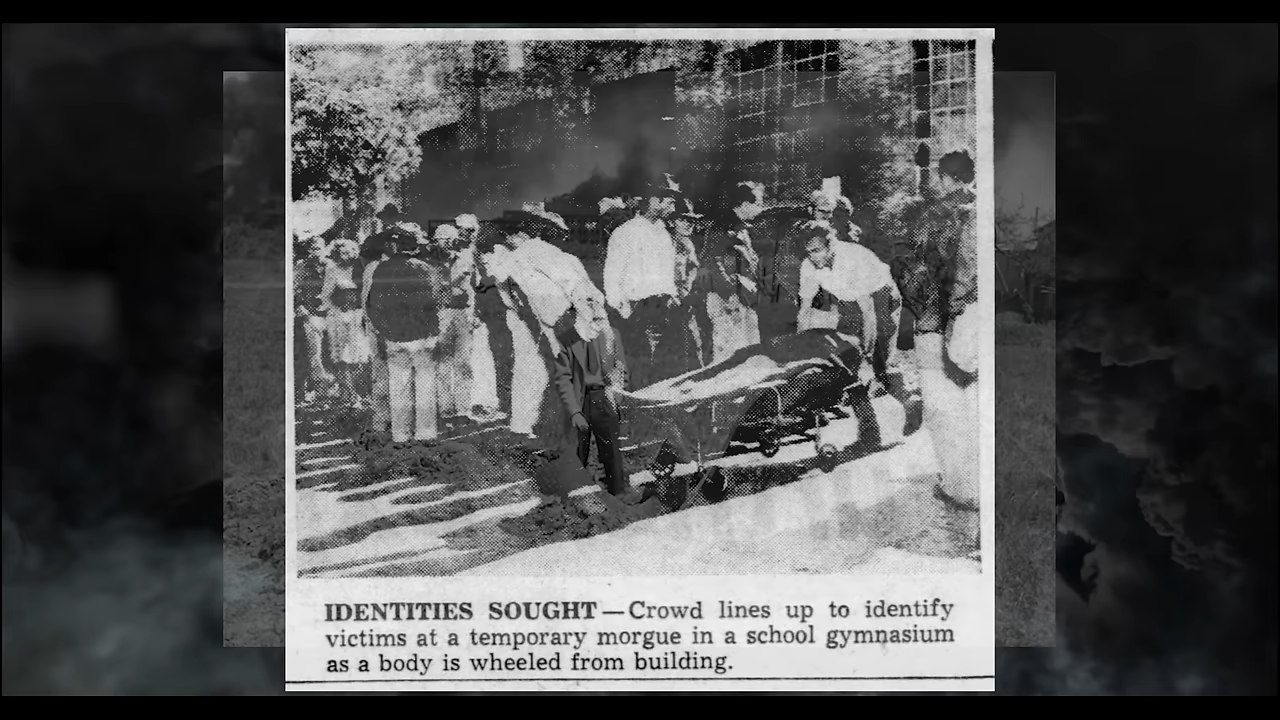 IDENTITIES SOUGHT—Crowd lines up to identify
victims at a temporary morgue in a school gymnasium
as a body is wheeled from building.